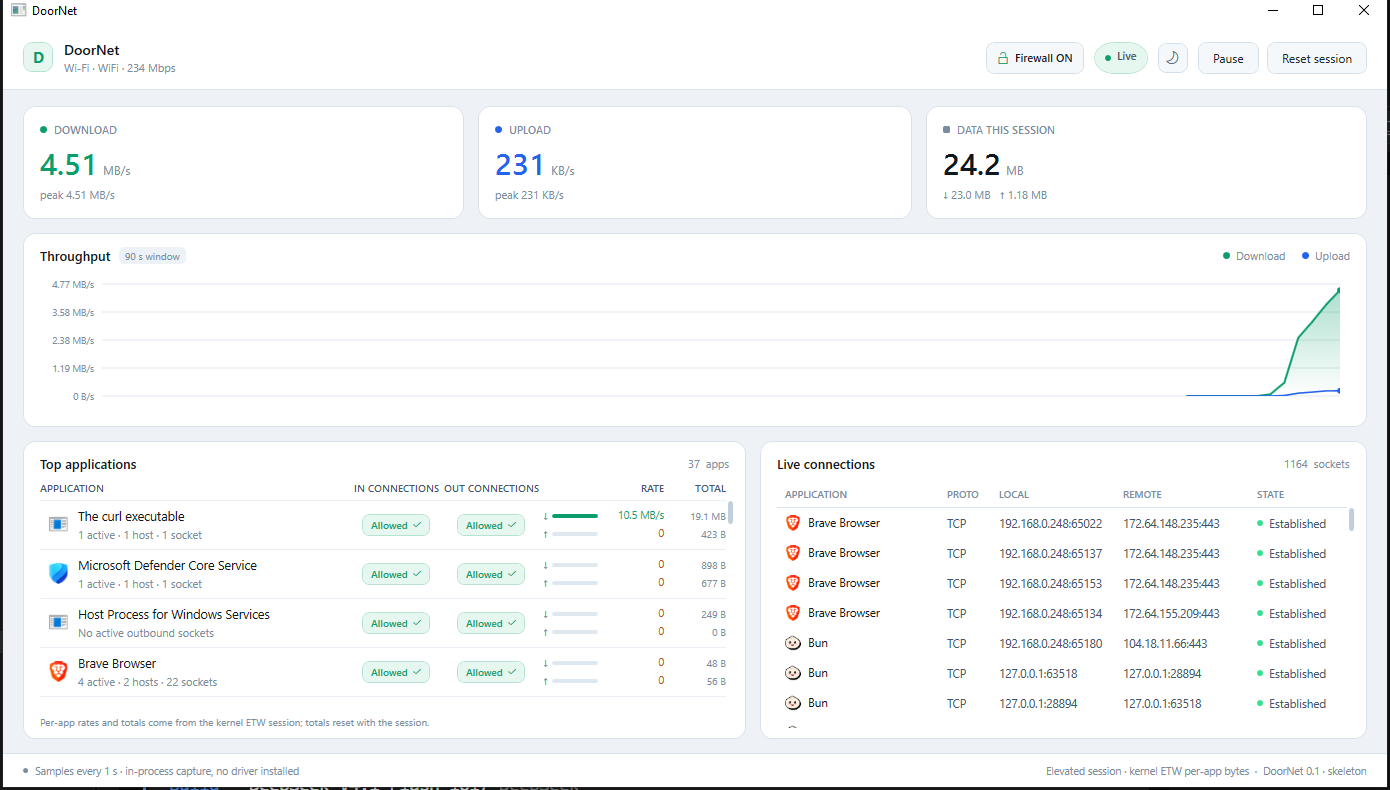 DoorNet
D
DoorNet
Wi-Fi · WiFi · 234 Mbps
Firewall ON
Live
Pause
Reset session
DOWNLOAD
4.51 MB/s
peak 4.51 MB/s
UPLOAD
231 KB/s
peak 231 KB/s
DATA THIS SESSION
24.2 MB
↓ 23.0 MB ↑ 1.18 MB
Throughput 90 s window
Download Upload
4.77 MB/s
3.58 MB/s
2.38 MB/s
1.19 MB/s
0 B/s
Top applications 37 apps
APPLICATION IN CONNECTIONS OUT CONNECTIONS RATE TOTAL
The curl executable
1 active · 1 host · 1 socket
Allowed ✓ Allowed ✓
↓ 10.5 MB/s 19.1 MB
↑ 0 423 B
Microsoft Defender Core Service
1 active · 1 host · 1 socket
Allowed ✓ Allowed ✓
↓ 0 898 B
↑ 0 677 B
Host Process for Windows Services
No active outbound sockets
Allowed ✓ Allowed ✓
↓ 0 249 B
↑ 0 0 B
Brave Browser
4 active · 2 hosts · 22 sockets
Allowed ✓ Allowed ✓
↓ 0 48 B
↑ 0 56 B
Per-app rates and totals come from the kernel ETW session; totals reset with the session.
Live connections 1164 sockets
APPLICATION PROTO LOCAL REMOTE STATE
Brave Browser TCP 192.168.0.248:65022 172.64.148.235:443 Established
Brave Browser TCP 192.168.0.248:65137 172.64.148.235:443 Established
Brave Browser TCP 192.168.0.248:65153 172.64.148.235:443 Established
Brave Browser TCP 192.168.0.248:65134 172.64.155.209:443 Established
Bun TCP 192.168.0.248:65180 104.18.11.66:443 Established
Bun TCP 127.0.0.1:63518 127.0.0.1:28894 Established
Bun TCP 127.0.0.1:28894 127.0.0.1:63518 Established
Samples every 1 s · in-process capture, no driver installed
Elevated session · kernel ETW per-app bytes · DoorNet 0.1 · skeleton